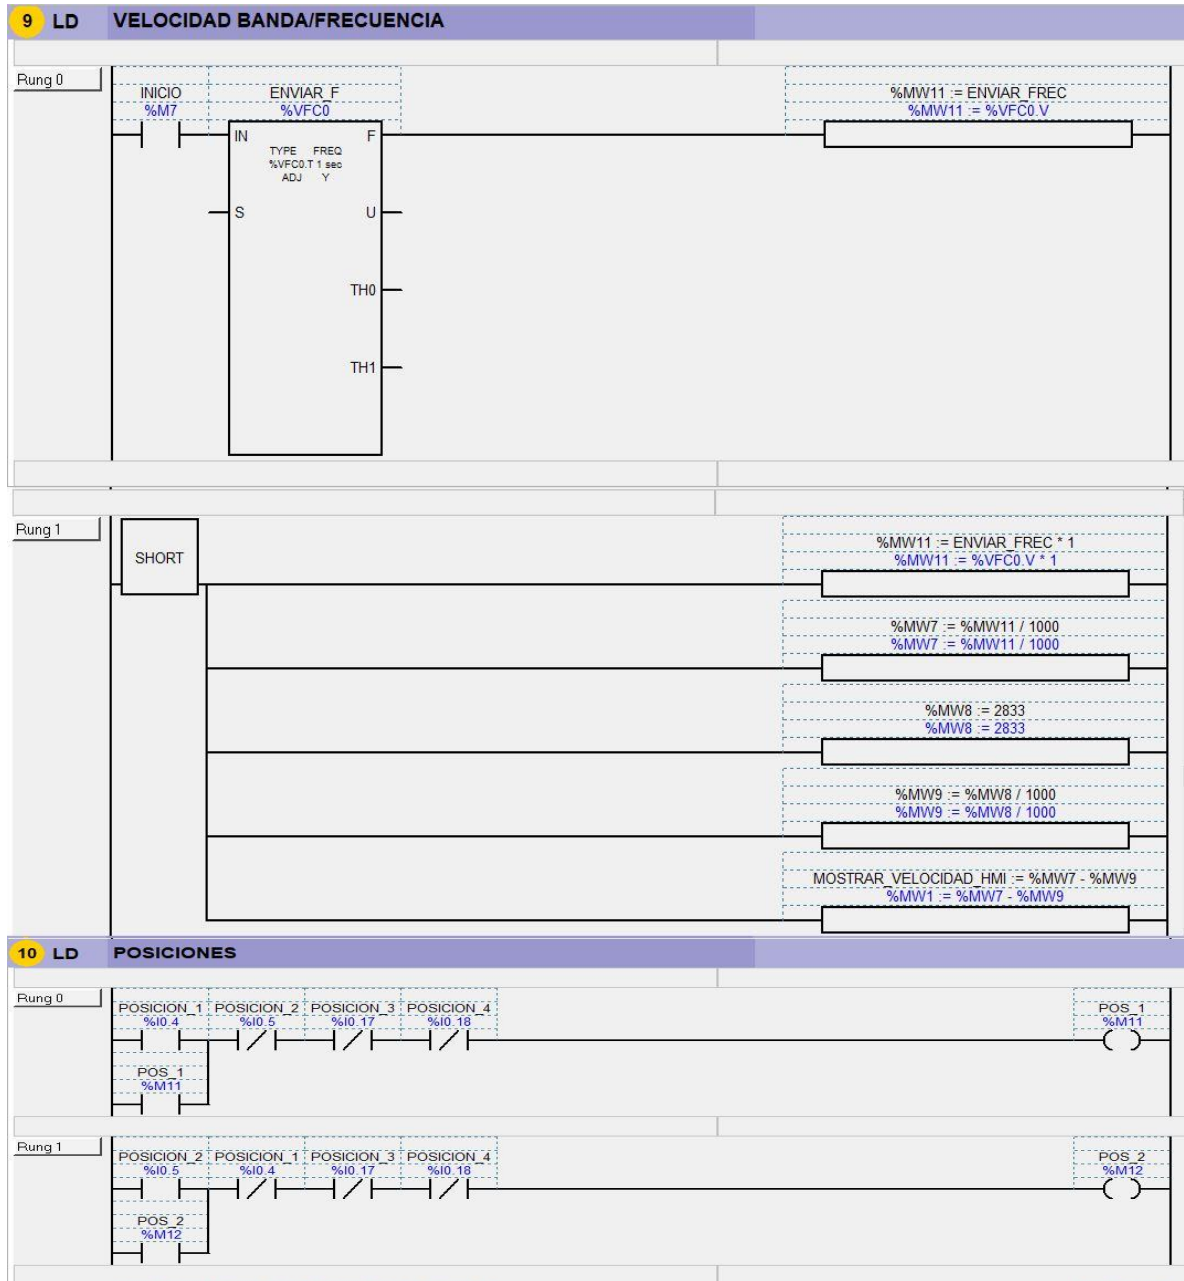 9 LD VELOCIDAD BANDA/FRECUENCIA
Rung 0
INICIO ENVIAR_F %MW11 := ENVIAR_FREC
%M7 %VFC0 %MW11 := %VFC0.V
IN F
TYPE FREQ
%VFC0.T 1 sec
ADJ Y
S U
TH0
TH1
Rung 1
SHORT
%MW11 := ENVIAR_FREC * 1
%MW11 := %VFC0.V * 1
%MW7 := %MW11 / 1000
%MW7 := %MW11 / 1000
%MW8 := 2833
%MW8 := 2833
%MW9 := %MW8 / 1000
%MW9 := %MW8 / 1000
MOSTRAR_VELOCIDAD_HMI := %MW7 - %MW9
%MW1 := %MW7 - %MW9
10 LD POSICIONES
Rung 0
POSICION_1 POSICION_2 POSICION_3 POSICION_4 POS_1
%I0.4 %I0.5 %I0.17 %I0.18 %M11
POS_1
%M11
Rung 1
POSICION_2 POSICION_1 POSICION_3 POSICION_4 POS_2
%I0.5 %I0.4 %I0.17 %I0.18 %M12
POS_2
%M12